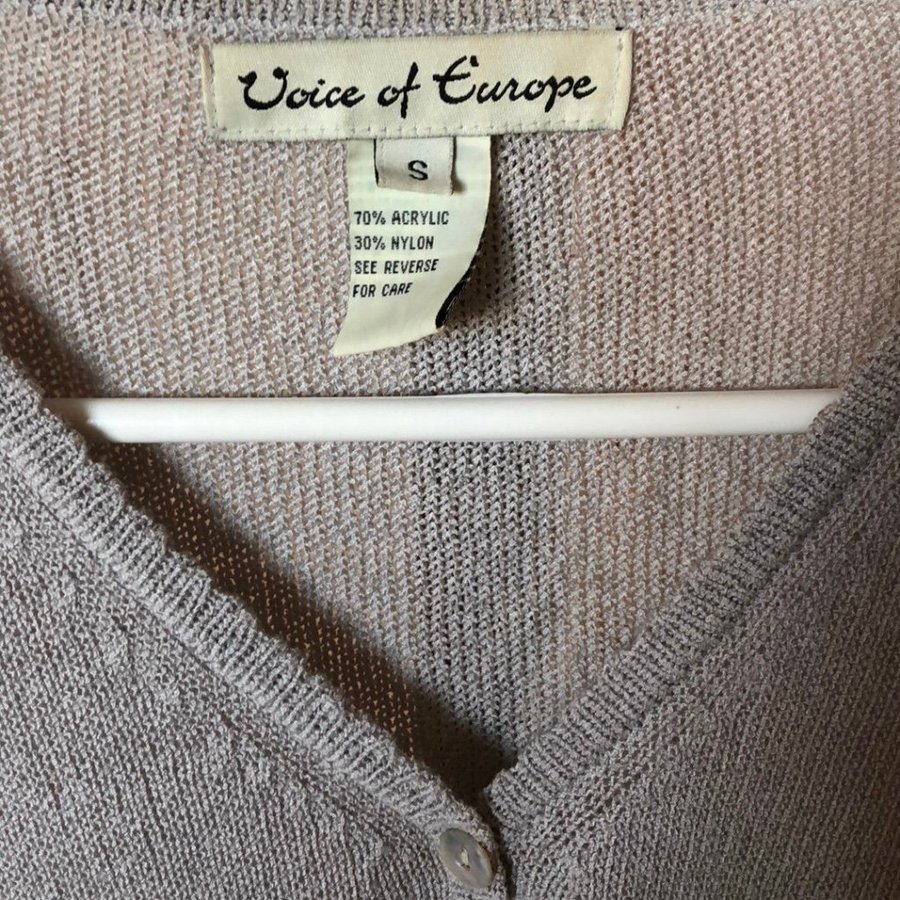 Voice of Europe
S
70% ACRYLIC
30% NYLON
SEE REVERSE
FOR CARE